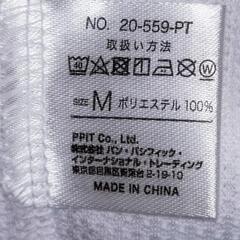 NO. 20-559-PT
取扱い方法
40
SIZE M ポリエステル 100%
PPIT Co., Ltd.
株式会社 パン・パシフィック・
インターナショナル・トレーディング
東京都目黒区青葉台 2-19-10
MADE IN CHINA